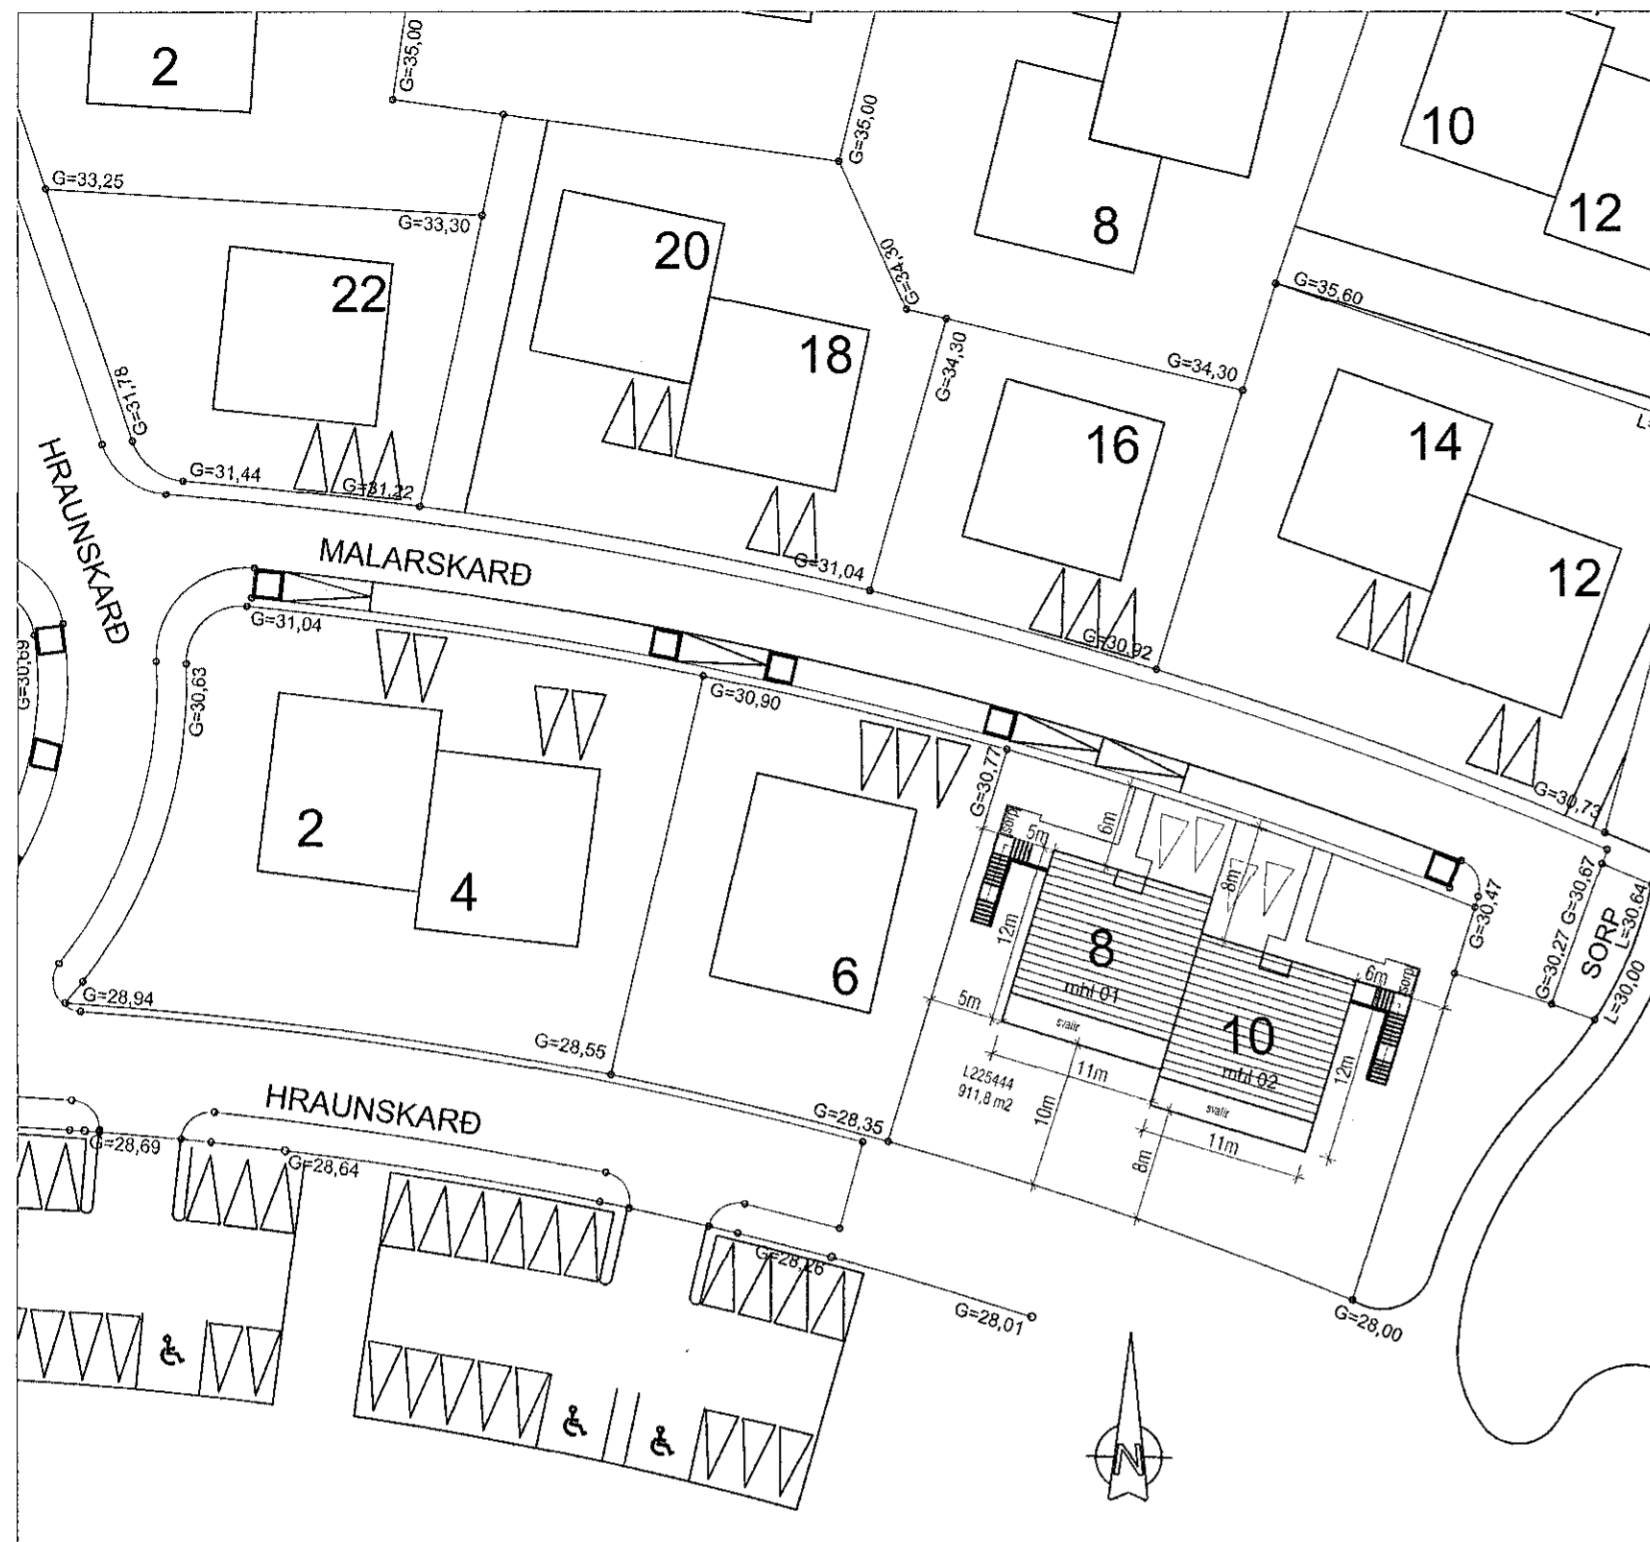 2
G=35,00
G=35,00
10
12
8
G=33,25
G=33,30
20
22
18
G=34,30
G=35,60
G=34,30
G=34,30
16
14
12
G=31,78
G=31,44
G=31,22
G=31,04
G=30,92
G=30,73
HRAUNSKARÐ
MALARSKARÐ
G=31,04
G=30,69
G=30,63
G=30,90
G=30,77
2
4
6
sorp
5m
6m
8m
12m
8
mhl 01
svalir
5m
10
mhl 02
svalir
6m
sorp
12m
11m
11m
L225444
911,8 m2
10m
8m
G=30,47
G=30,67
G=30,27
SORP
L=30,64
L=30,00
L=
G=28,94
G=28,55
G=28,35
HRAUNSKARÐ
G=28,69
G=28,64
G=28,26
G=28,01
G=28,00
N